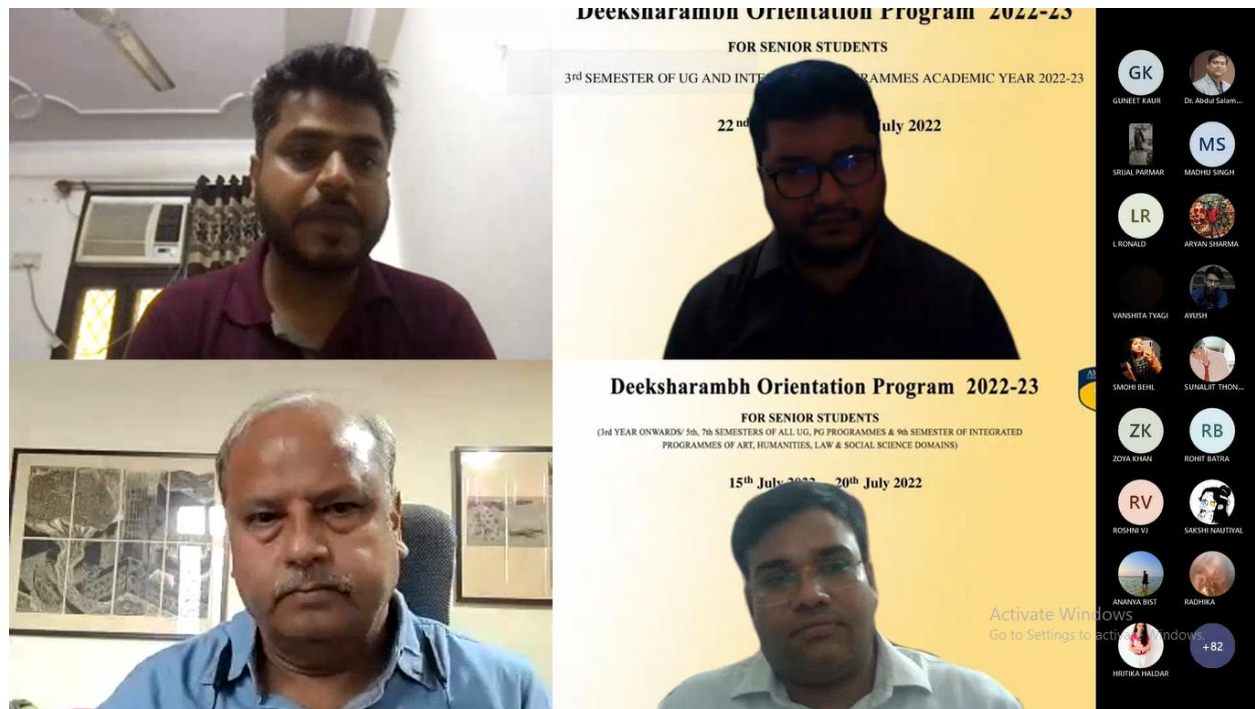 Deeksharambh Orientation Program 2022-23
FOR SENIOR STUDENTS
3rd SEMESTER OF UG AND INTE RAMMES ACADEMIC YEAR 2022-23
22nd July 2022
Deeksharambh Orientation Program 2022-23
FOR SENIOR STUDENTS
(3rd YEAR ONWARDS/ 5th, 7th SEMESTERS OF ALL UG, PG PROGRAMMES & 9th SEMESTER OF INTEGRATED
PROGRAMMES OF ART, HUMANITIES, LAW & SOCIAL SCIENCE DOMAINS)
15th July 2022 20th July 2022
Activate Windows
Go to Settings to activate Windows.
GK
GUNEET KAUR
Dr. Abdul Salam...
SRIJAL PARMAR
MS
MADHU SINGH
LR
L RONALD
ARYAN SHARMA
VANSHITA TYAGI
AYUSH
SMOHI BEHL
SUNALJIT THON...
ZK
ZOYA KHAN
RB
ROHIT BATRA
RV
ROSHNI VJ
SAKSHI NAUTIYAL
ANANYA BIST
RADHIKA
HRITIKA HALDAR
+82